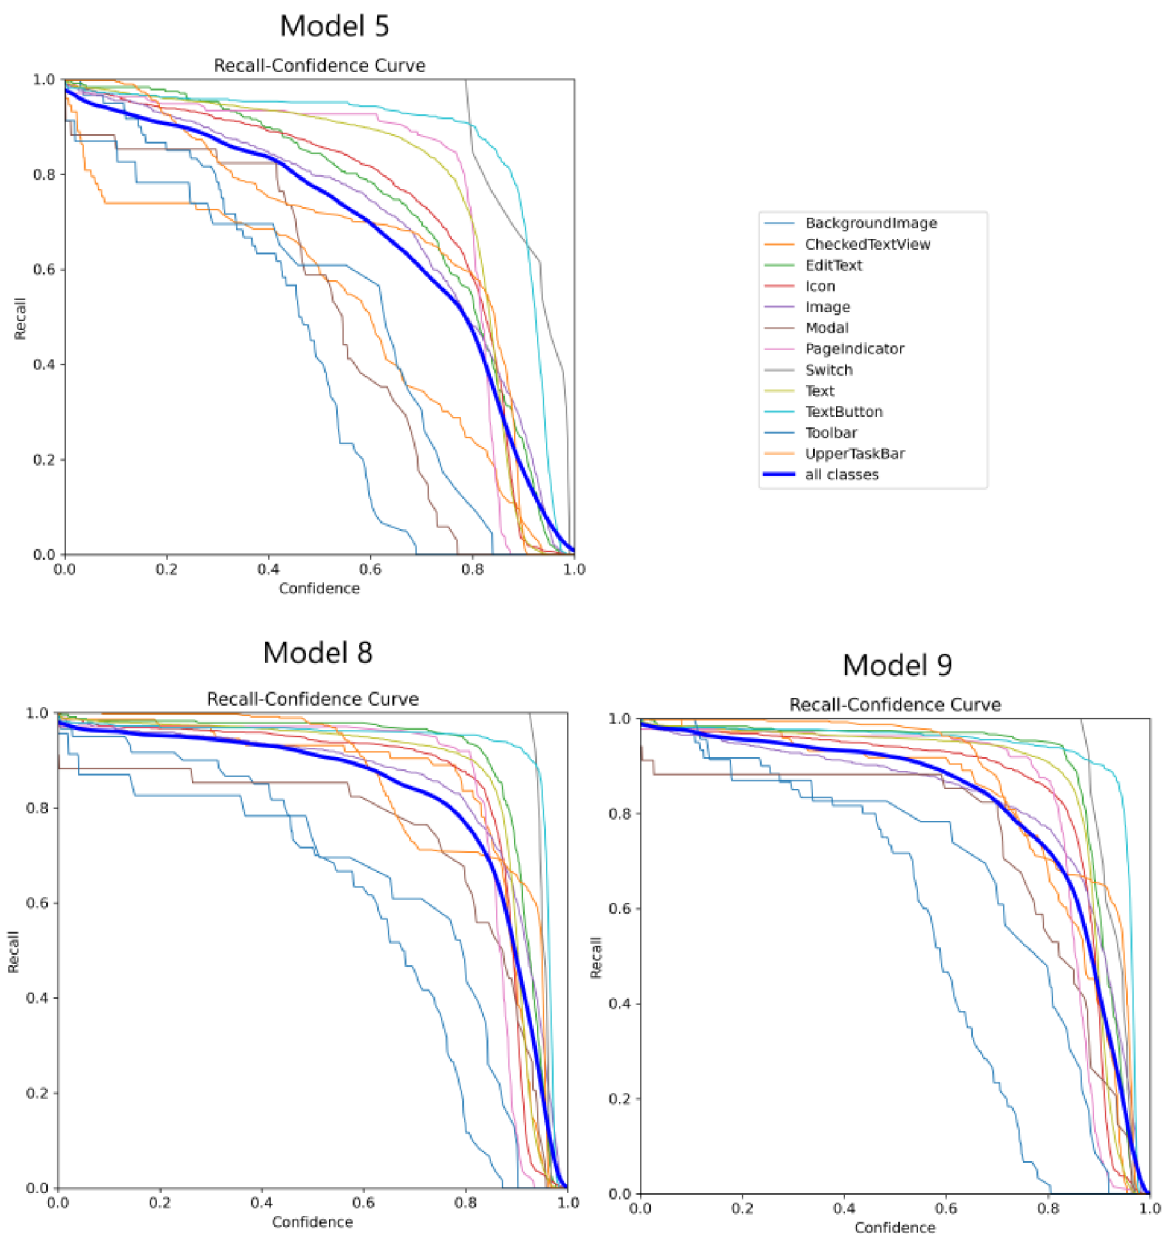 Model 5
Recall-Confidence Curve
1.0
0.8
0.6
0.4
0.2
0.0
Recall
0.0 0.2 0.4 0.6 0.8 1.0
Confidence
BackgroundImage
CheckedTextView
EditText
Icon
Image
Modal
PageIndicator
Switch
Text
TextButton
Toolbar
UpperTaskBar
all classes
Model 8
Recall-Confidence Curve
1.0
0.8
0.6
0.4
0.2
0.0
Recall
0.0 0.2 0.4 0.6 0.8 1.0
Confidence
Model 9
Recall-Confidence Curve
1.0
0.8
0.6
0.4
0.2
0.0
Recall
0.0 0.2 0.4 0.6 0.8 1.0
Confidence